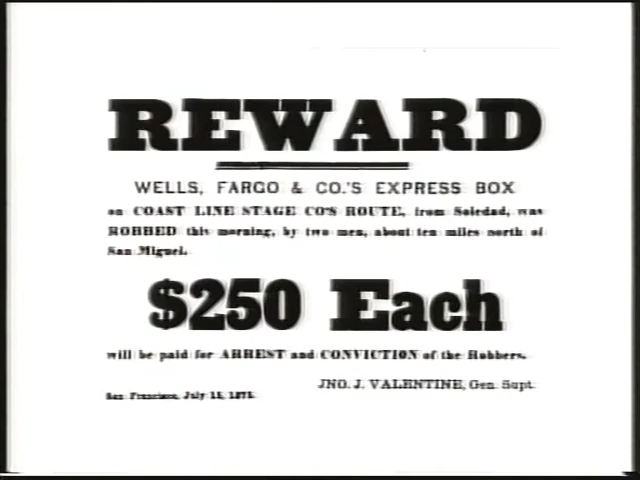 REWARD
WELLS, FARGO & CO.'S EXPRESS BOX
on COAST LINE STAGE CO'S ROUTE, from Soledad, was
ROBBED this morning, by two men, about ten miles north of
San Miguel.
$250 Each
will be paid for ARREST and CONVICTION of the Robbers.
JNO. J. VALENTINE, Gen. Supt.
San Francisco, July